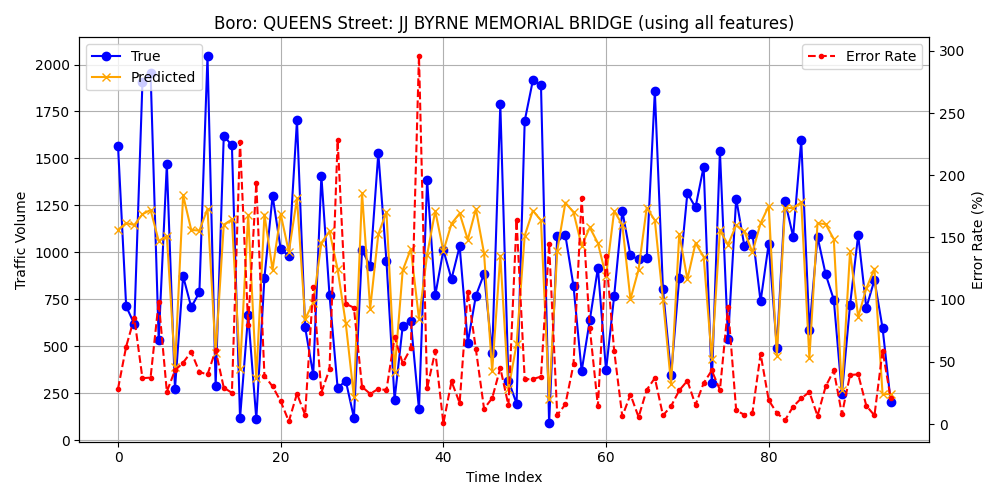 Boro: QUEENS Street: JJ BYRNE MEMORIAL BRIDGE (using all features)
True
Predicted
Error Rate
Traffic Volume
2000
1750
1500
1250
1000
750
500
250
0
300
250
200
150
100
50
0
Error Rate (%)
0 20 40 60 80
Time Index